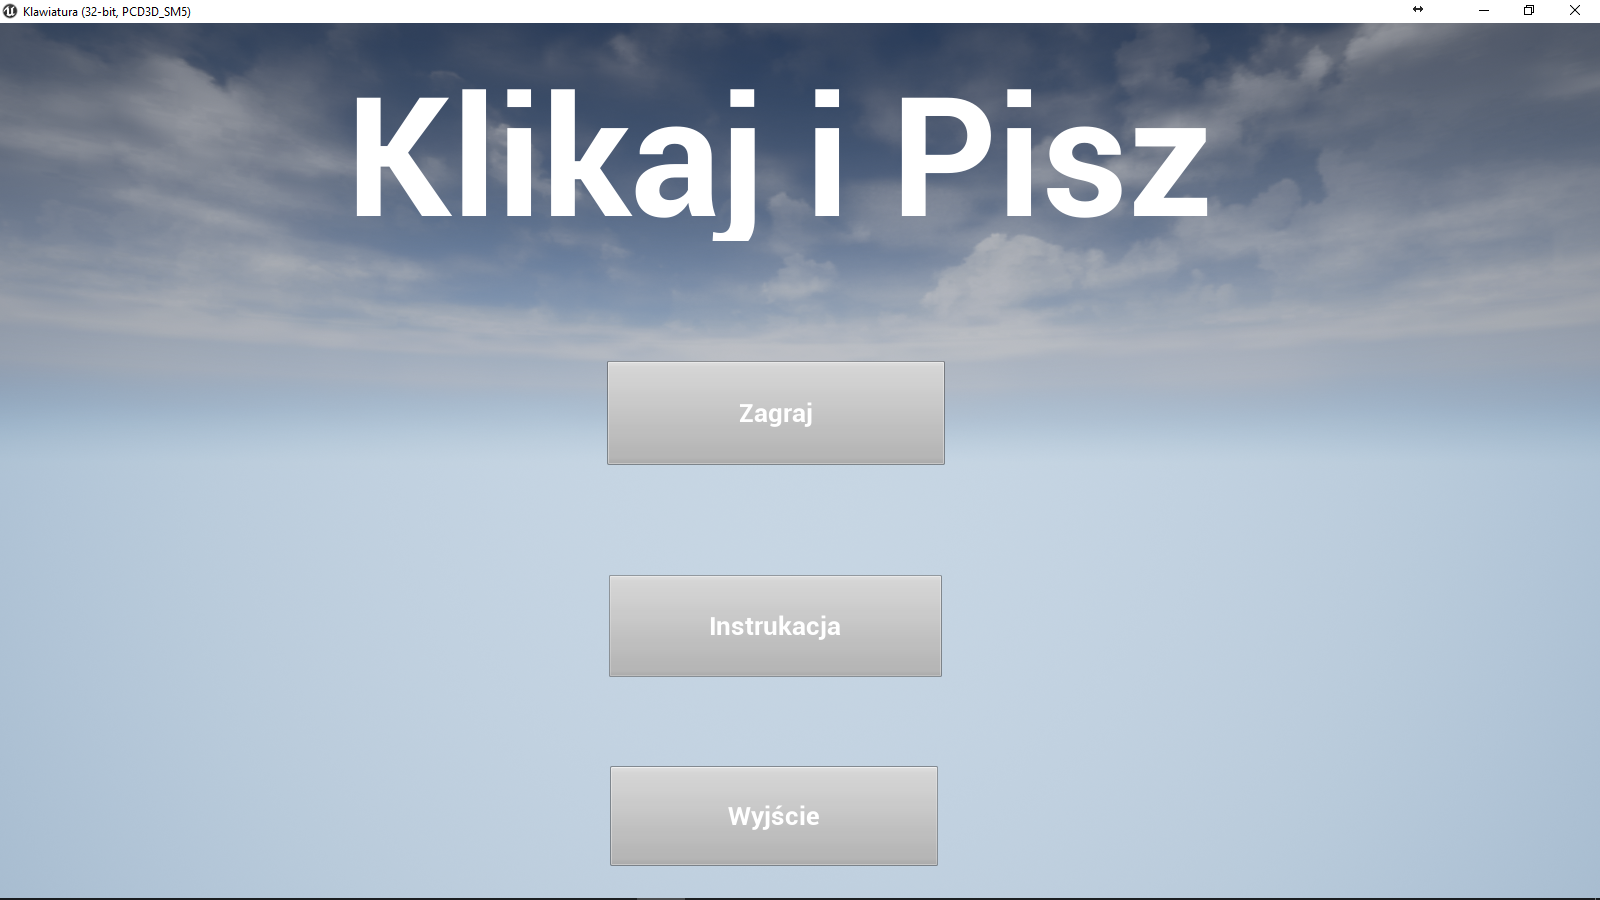 Klawiatura (32-bit, PCD3D_SM5)
Klikaj i Pisz
Zagraj
Instrukacja
Wyjście